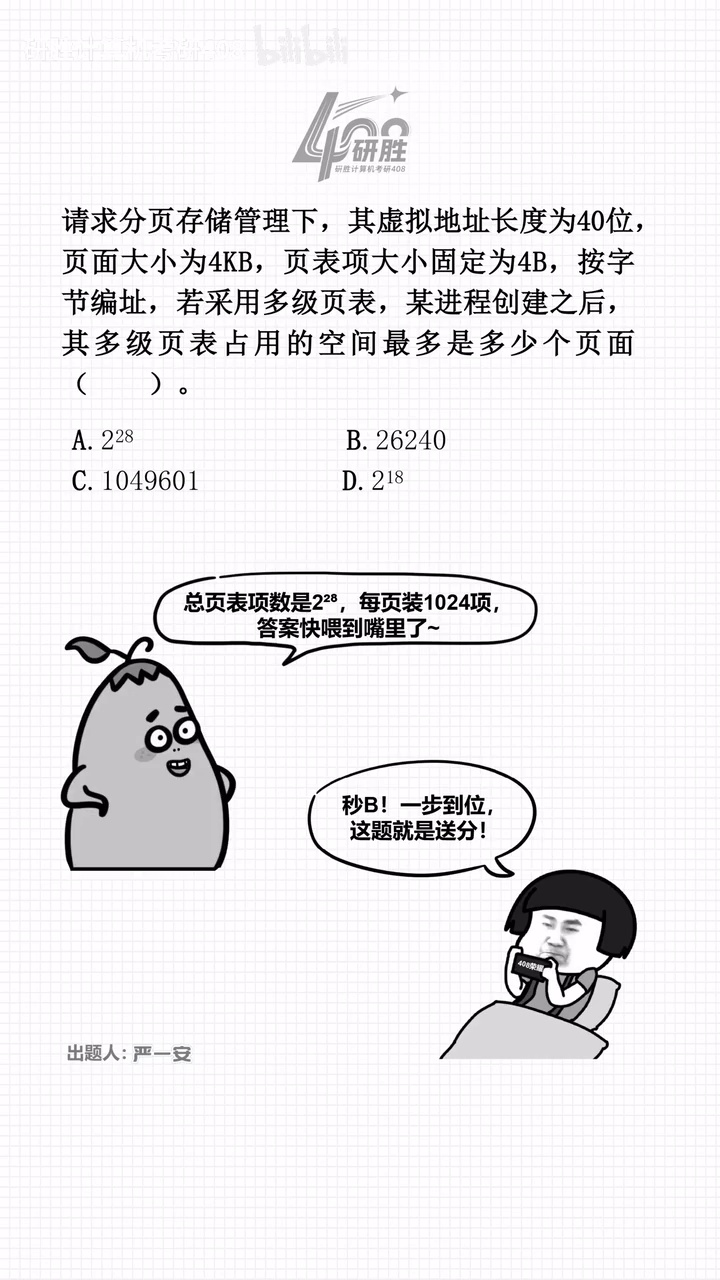 bilibili
408
研胜
研胜计算机考研408
请求分页存储管理下，其虚拟地址长度为40位，
页面大小为4KB，页表项大小固定为4B，按字
节编址，若采用多级页表，某进程创建之后，
其多级页表占用的空间最多是多少个页面
（　　）。
A. 2²⁸ B. 26240
C. 1049601 D. 2¹⁸
总页表项数是2²⁸，每页装1024项，
答案快喂到嘴里了~
秒B！一步到位，
这题就是送分！
408荣耀
出题人：严一安